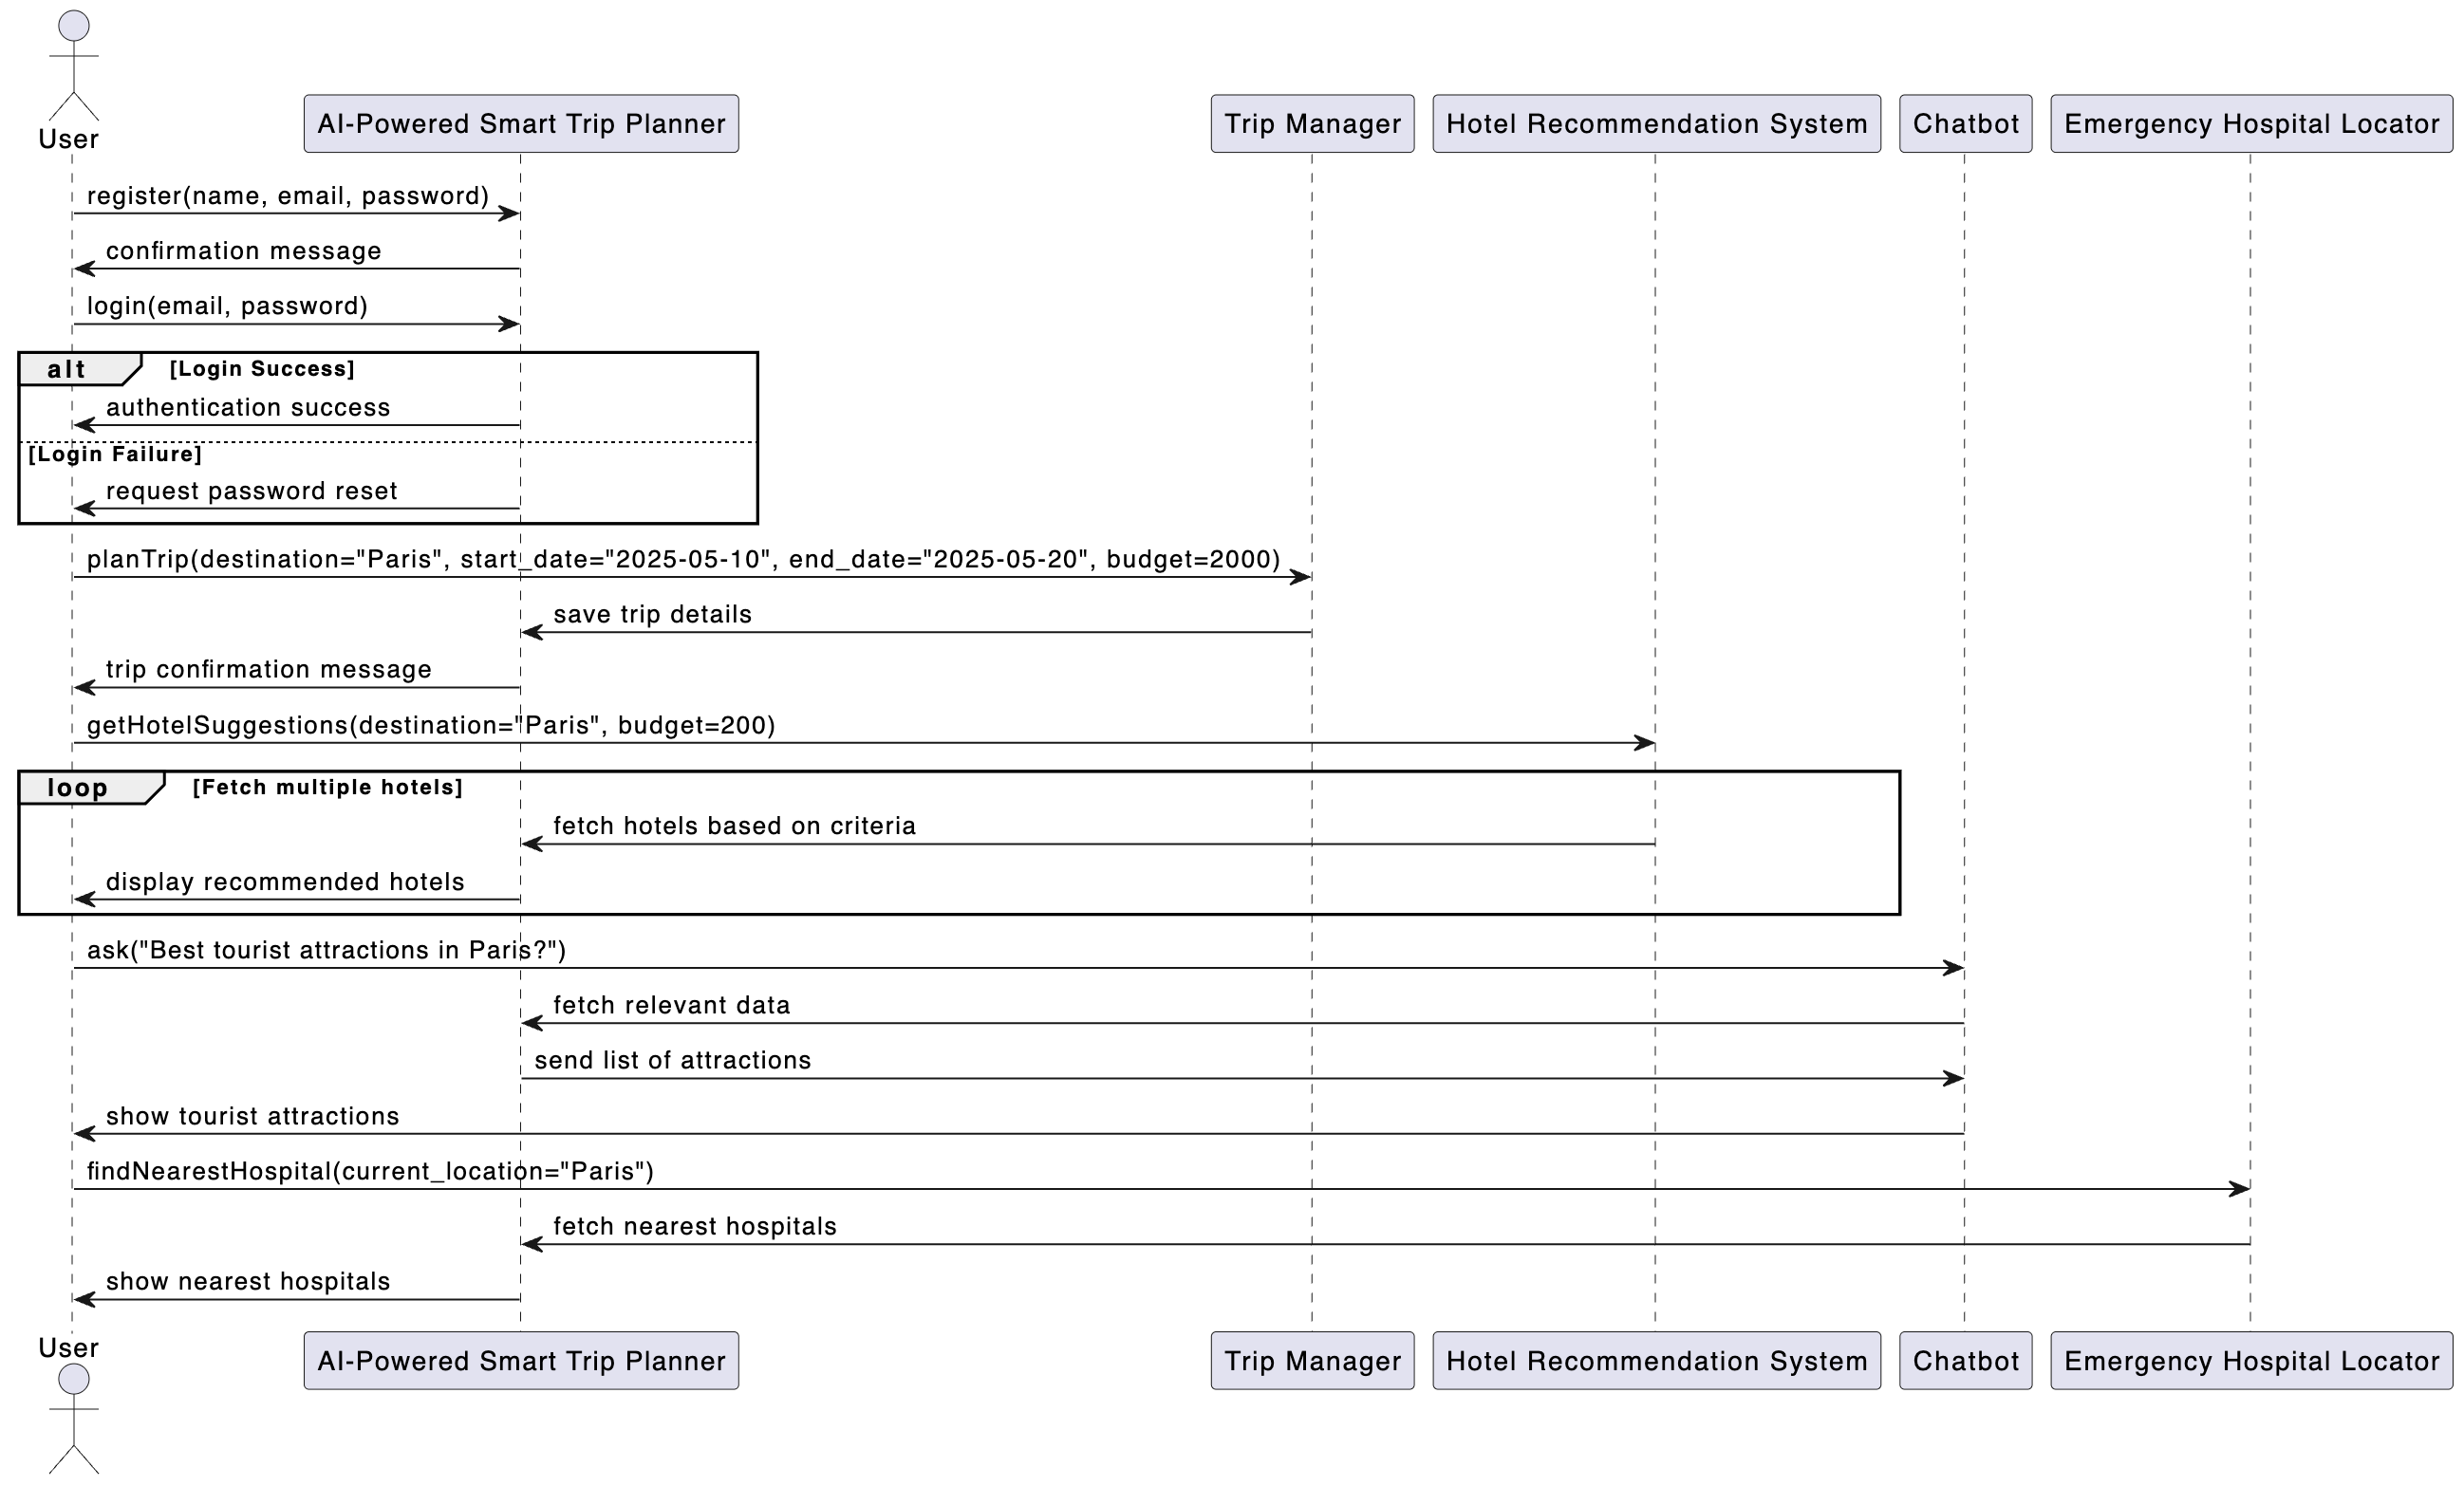 User
AI-Powered Smart Trip Planner
Trip Manager
Hotel Recommendation System
Chatbot
Emergency Hospital Locator
register(name, email, password)
confirmation message
login(email, password)
alt [Login Success]
authentication success
[Login Failure]
request password reset
planTrip(destination="Paris", start_date="2025-05-10", end_date="2025-05-20", budget=2000)
save trip details
trip confirmation message
getHotelSuggestions(destination="Paris", budget=200)
loop [Fetch multiple hotels]
fetch hotels based on criteria
display recommended hotels
ask("Best tourist attractions in Paris?")
fetch relevant data
send list of attractions
show tourist attractions
findNearestHospital(current_location="Paris")
fetch nearest hospitals
show nearest hospitals
User
AI-Powered Smart Trip Planner
Trip Manager
Hotel Recommendation System
Chatbot
Emergency Hospital Locator